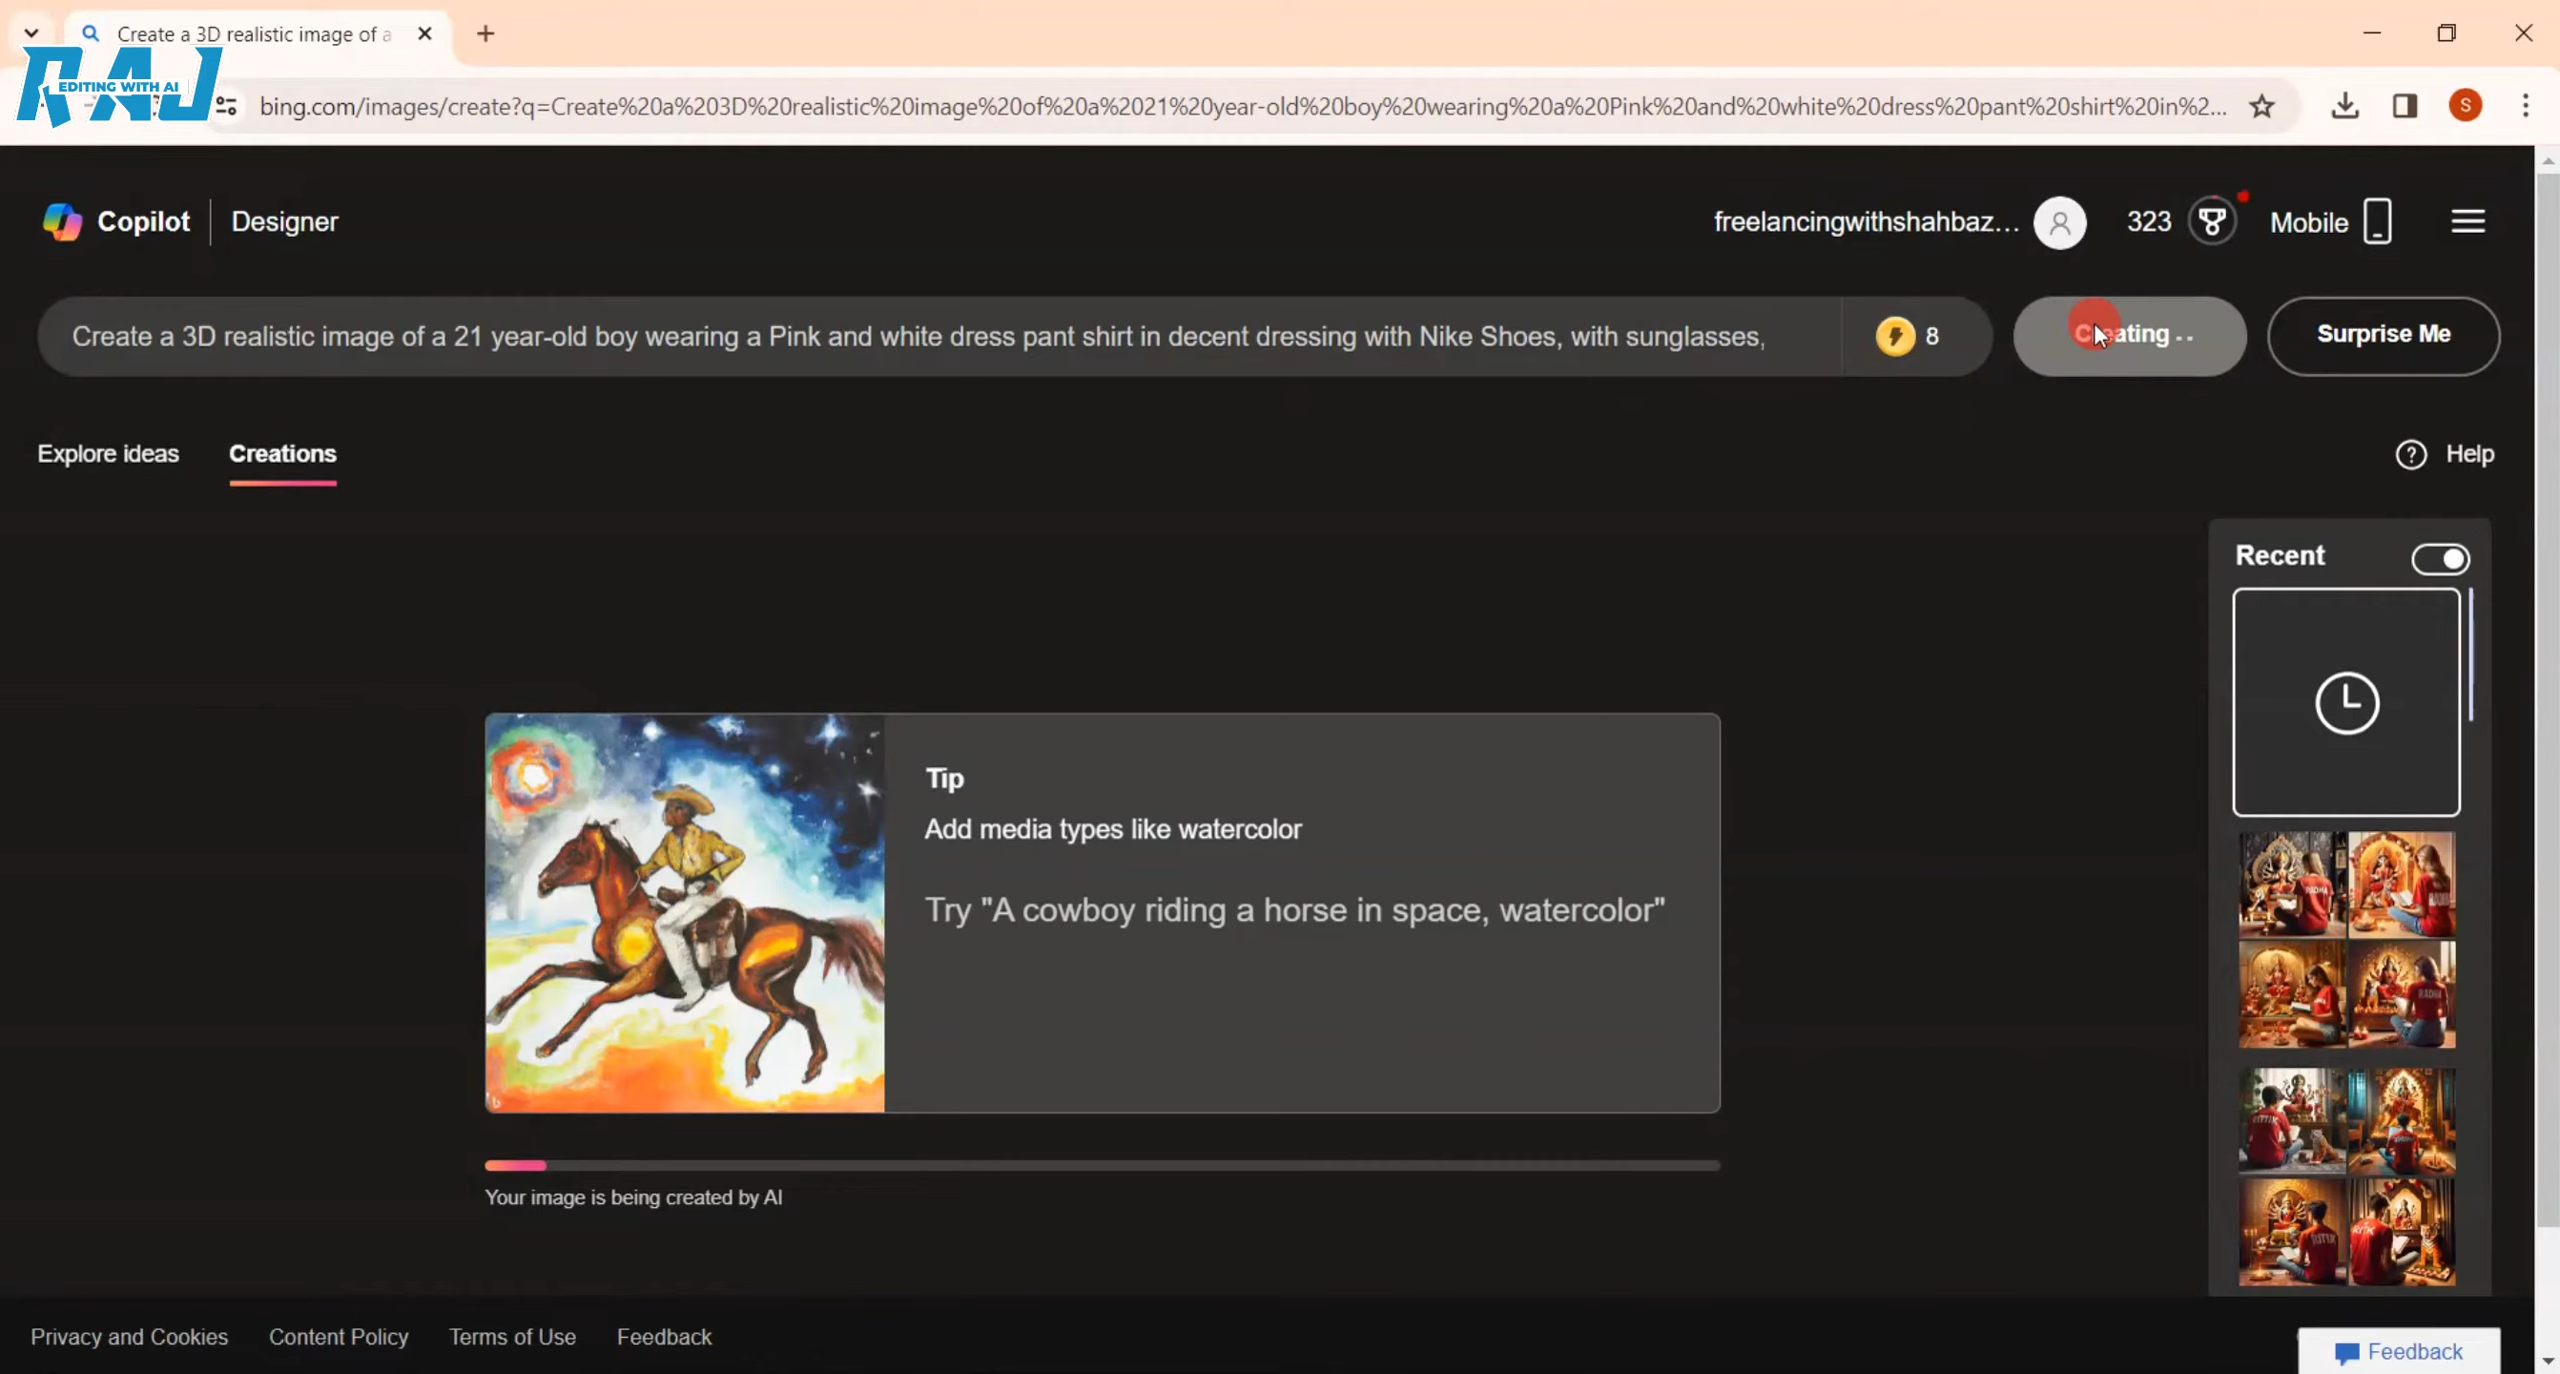 Create a 3D realistic image of a
RAJ
EDITING WITH AI
bing.com/images/create?q=Create%20a%203D%20realistic%20image%20of%20a%2021%20year-old%20boy%20wearing%20a%20Pink%20and%20white%20dress%20pant%20shirt%20in%2...
S
Copilot
Designer
freelancingwithshahbaz...
323
Mobile
Create a 3D realistic image of a 21 year-old boy wearing a Pink and white dress pant shirt in decent dressing with Nike Shoes, with sunglasses,
8
Creating . .
Surprise Me
Explore ideas
Creations
Help
Recent
Tip
Add media types like watercolor
Try "A cowboy riding a horse in space, watercolor"
RADHA
RADHA
Your image is being created by AI
Privacy and Cookies
Content Policy
Terms of Use
Feedback
Feedback